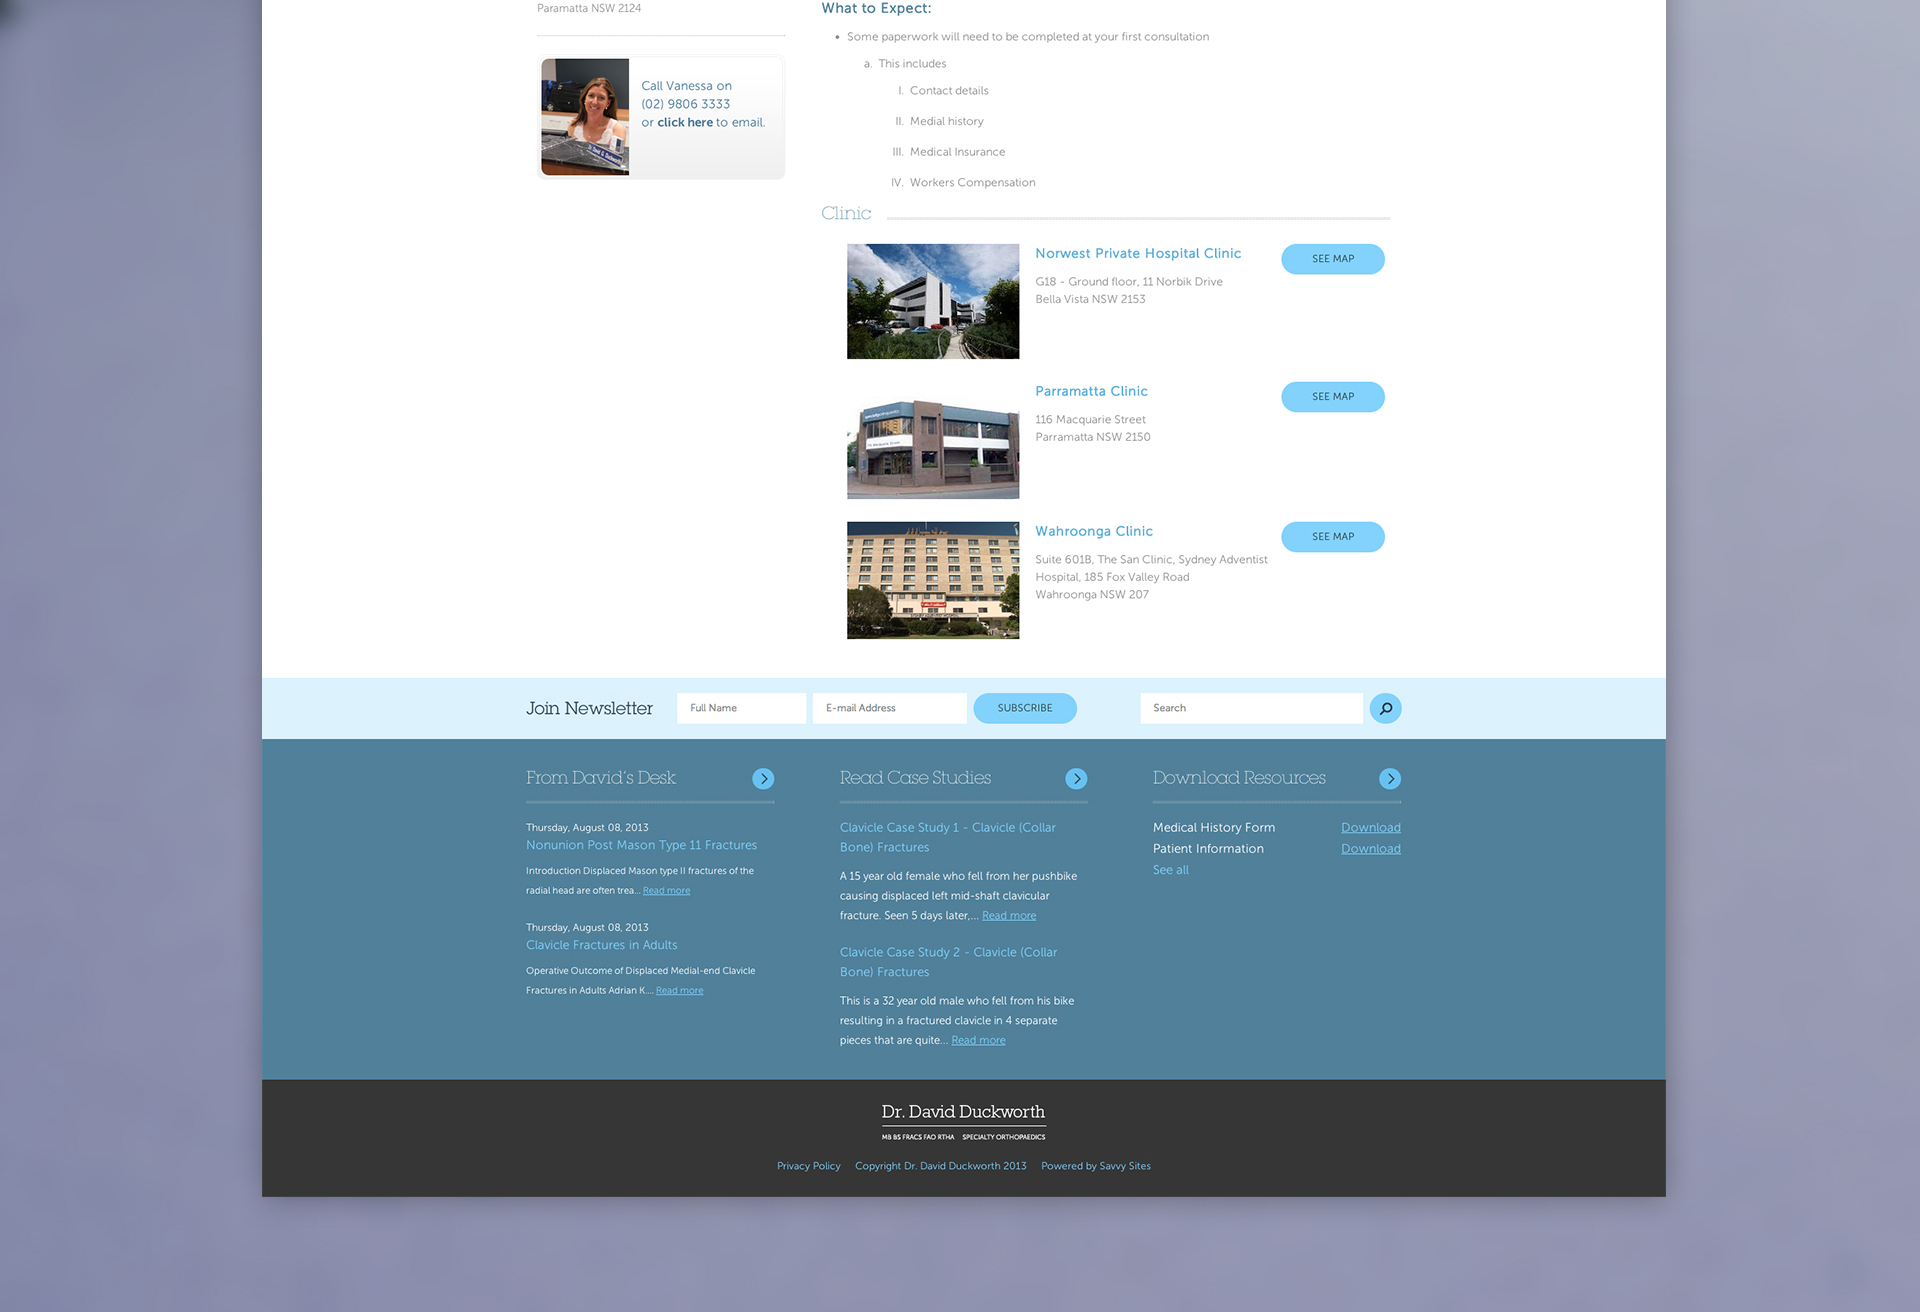 Paramatta NSW 2124
Call Vanessa on
(02) 9806 3333
or click here to email.
What to Expect:
• Some paperwork will need to be completed at your first consultation
a. This includes
I. Contact details
II. Medial history
III. Medical Insurance
IV. Workers Compensation
Clinic
Norwest Private Hospital Clinic
SEE MAP
G18 - Ground floor, 11 Norbik Drive
Bella Vista NSW 2153
Parramatta Clinic
SEE MAP
116 Macquarie Street
Parramatta NSW 2150
Wahroonga Clinic
SEE MAP
Suite 601B, The San Clinic, Sydney Adventist
Hospital, 185 Fox Valley Road
Wahroonga NSW 207
Join Newsletter
Full Name
E-mail Address
SUBSCRIBE
Search
From David's Desk
Thursday, August 08, 2013
Nonunion Post Mason Type 11 Fractures
Introduction Displaced Mason type II fractures of the
radial head are often trea... Read more
Thursday, August 08, 2013
Clavicle Fractures in Adults
Operative Outcome of Displaced Medial-end Clavicle
Fractures in Adults Adrian K.... Read more
Read Case Studies
Clavicle Case Study 1 - Clavicle (Collar
Bone) Fractures
A 15 year old female who fell from her pushbike
causing displaced left mid-shaft clavicular
fracture. Seen 5 days later,... Read more
Clavicle Case Study 2 - Clavicle (Collar
Bone) Fractures
This is a 32 year old male who fell from his bike
resulting in a fractured clavicle in 4 separate
pieces that are quite... Read more
Download Resources
Medical History Form Download
Patient Information Download
See all
Dr. David Duckworth
MB BS FRACS FAO RTHA SPECIALTY ORTHOPAEDICS
Privacy Policy Copyright Dr. David Duckworth 2013 Powered by Savvy Sites